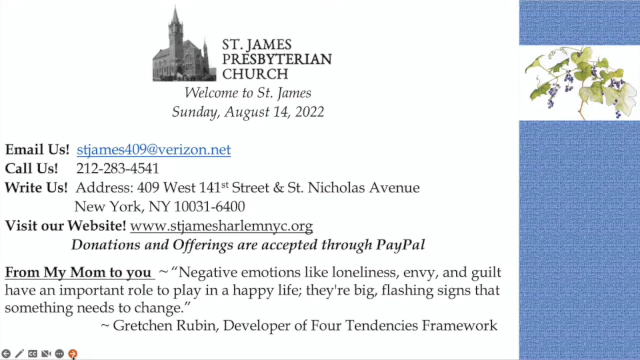 ST. JAMES
PRESBYTERIAN
CHURCH
Welcome to St. James
Sunday, August 14, 2022
Email Us! stjames409@verizon.net
Call Us! 212-283-4541
Write Us! Address: 409 West 141st Street & St. Nicholas Avenue
New York, NY 10031-6400
Visit our Website! www.stjamesharlemnyc.org
Donations and Offerings are accepted through PayPal
From My Mom to you ~ “Negative emotions like loneliness, envy, and guilt
have an important role to play in a happy life; they're big, flashing signs that
something needs to change.”
~ Gretchen Rubin, Developer of Four Tendencies Framework